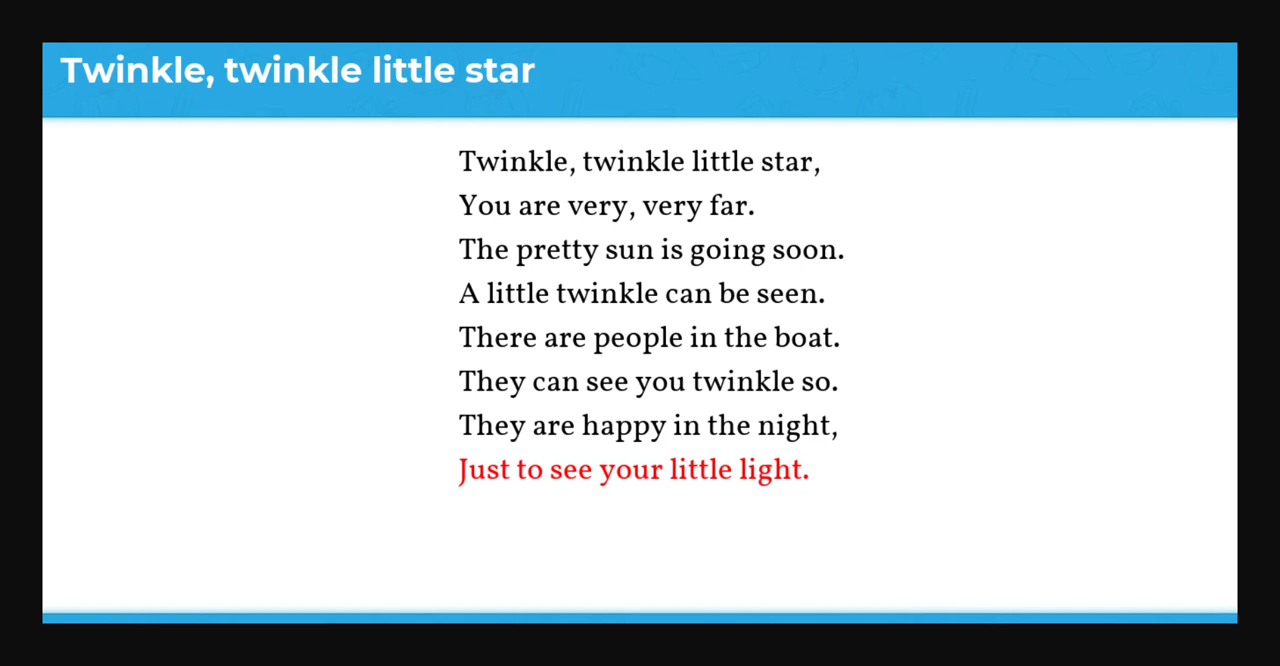 Twinkle, twinkle little star
Twinkle, twinkle little star,
You are very, very far.
The pretty sun is going soon.
A little twinkle can be seen.
There are people in the boat.
They can see you twinkle so.
They are happy in the night,
Just to see your little light.